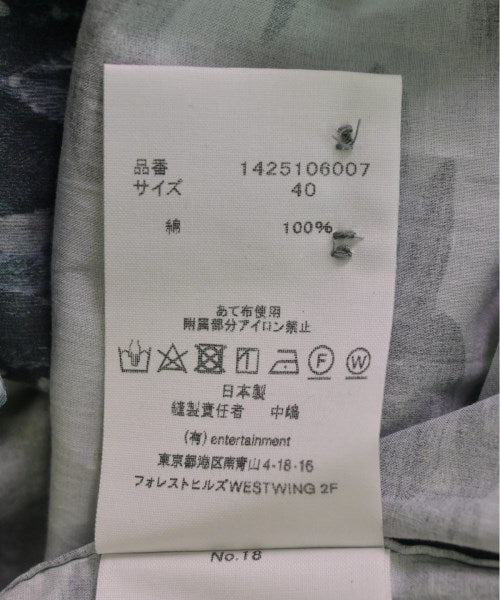 品番 1425106007
サイズ 40
綿 100%
あて布使用
附属部分アイロン禁止
F W
日本製
縫製責任者 中嶋
(有) entertainment
東京都港区南青山4-18-16
フォレストヒルズWESTWING 2F
No.18